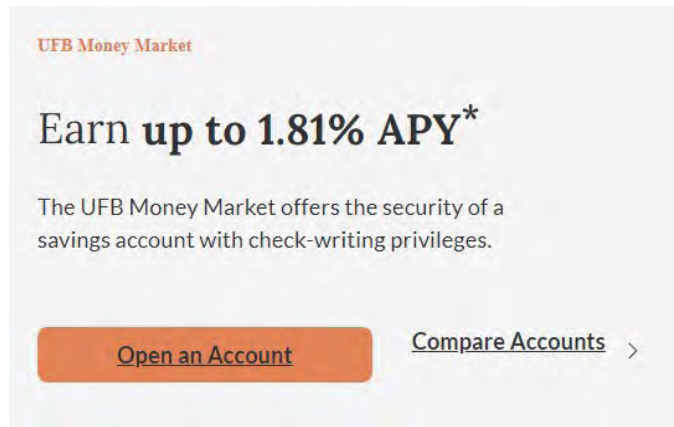 UFB Money Market
Earn up to 1.81% APY*
The UFB Money Market offers the security of a
savings account with check-writing privileges.
Open an Account
Compare Accounts >